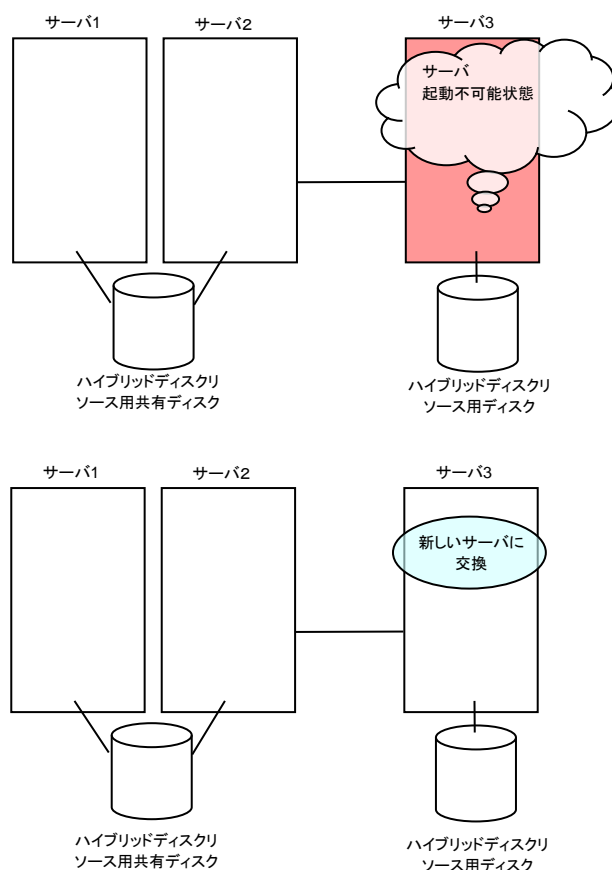 サーバ1
サーバ2
サーバ3
サーバ
起動不可能状態
ハイブリッドディスクリ
ソース用共有ディスク
ハイブリッドディスクリ
ソース用ディスク
サーバ1
サーバ2
サーバ3
新しいサーバに
交換
ハイブリッドディスクリ
ソース用共有ディスク
ハイブリッドディスクリ
ソース用ディスク